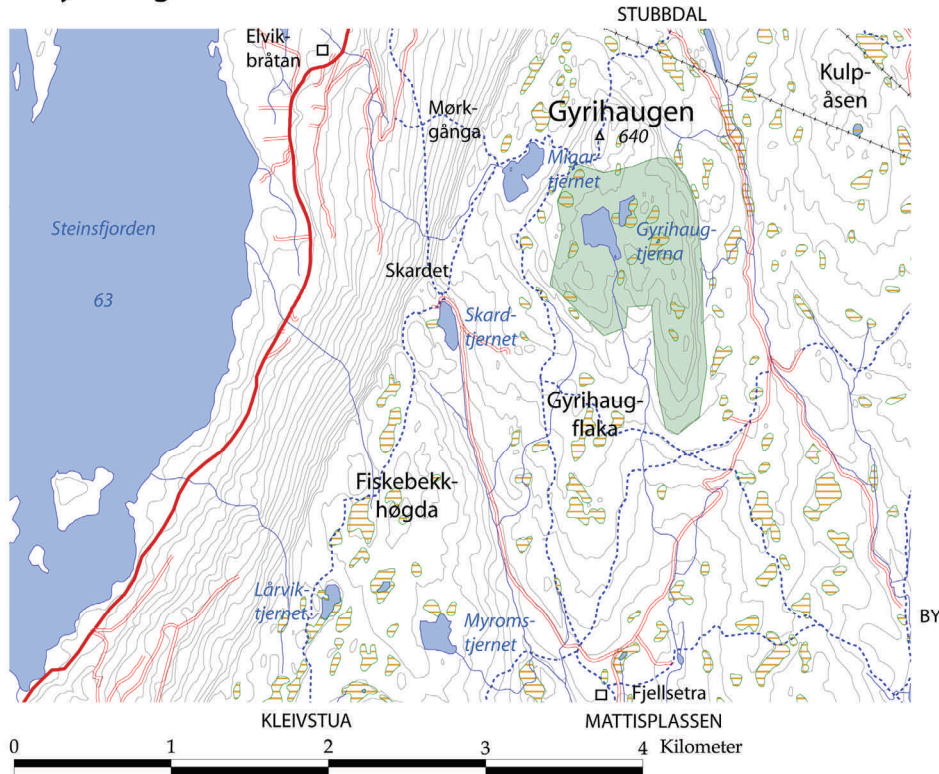 STUBBDAL
Elvik-
bråtan
Kulp-
åsen
Mørk-
gånga
Gyrihaugen
640
Migar-
tjernet
Steinsfjorden
63
Gyrihaug-
tjerna
Skardet
Skard-
tjernet
Gyrihaug-
flaka
Fiskebekk-
høgda
Lårvik-
tjernet
Myroms-
tjernet
BY
Fjellsetra
KLEIVSTUA
MATTISPLASSEN
0 1 2 3 4 Kilometer